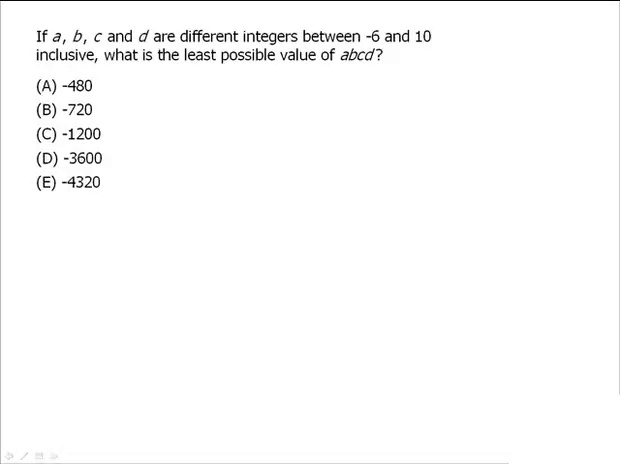 If a, b, c and d are different integers between -6 and 10
inclusive, what is the least possible value of abcd?
(A) -480
(B) -720
(C) -1200
(D) -3600
(E) -4320